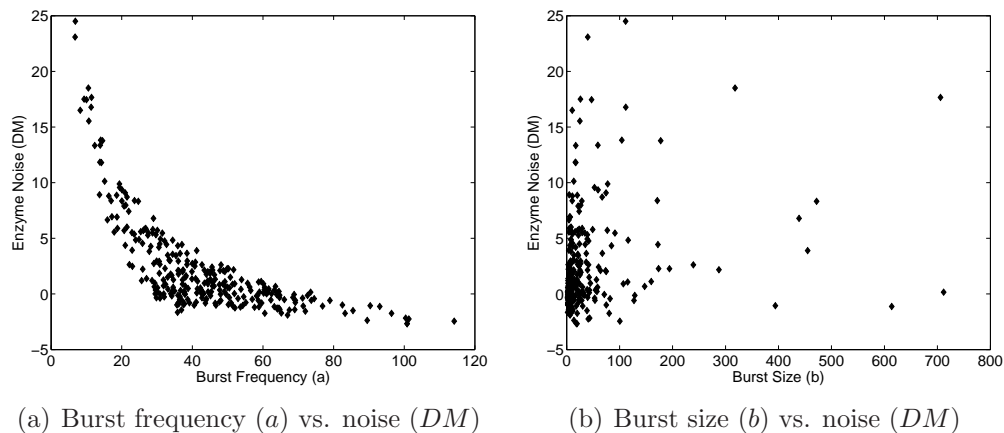 25
20
15
10
5
0
−5
Enzyme Noise (DM)
0 20 40 60 80 100 120
Burst Frequency (a)
(a) Burst frequency (a) vs. noise (DM)
25
20
15
10
5
0
−5
Enzyme Noise (DM)
0 100 200 300 400 500 600 700 800
Burst Size (b)
(b) Burst size (b) vs. noise (DM)